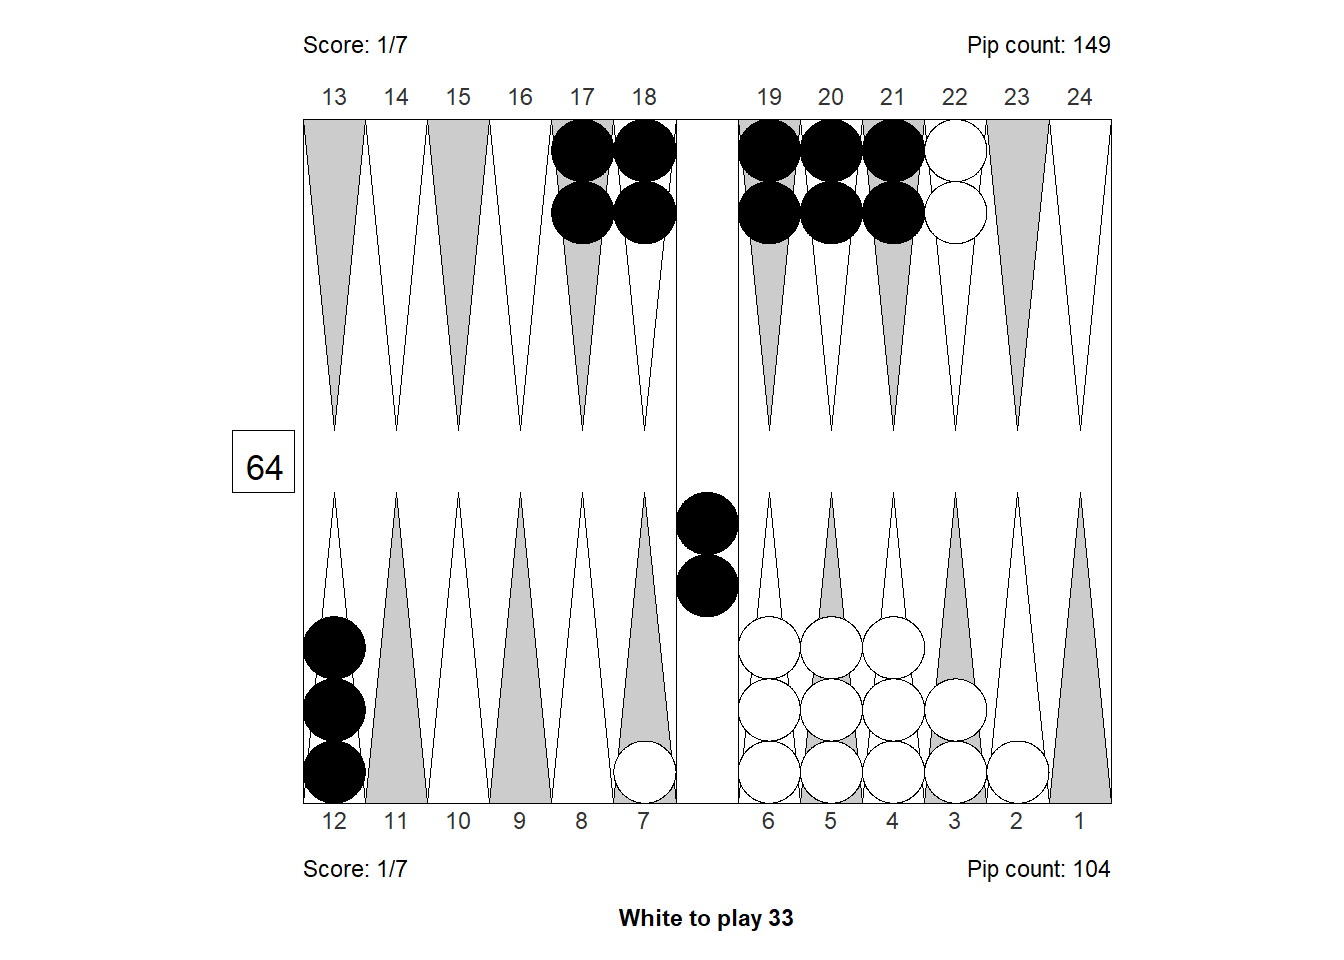 Score: 1/7 Pip count: 149
13 14 15 16 17 18 19 20 21 22 23 24
64
12 11 10 9 8 7 6 5 4 3 2 1
Score: 1/7 Pip count: 104
White to play 33